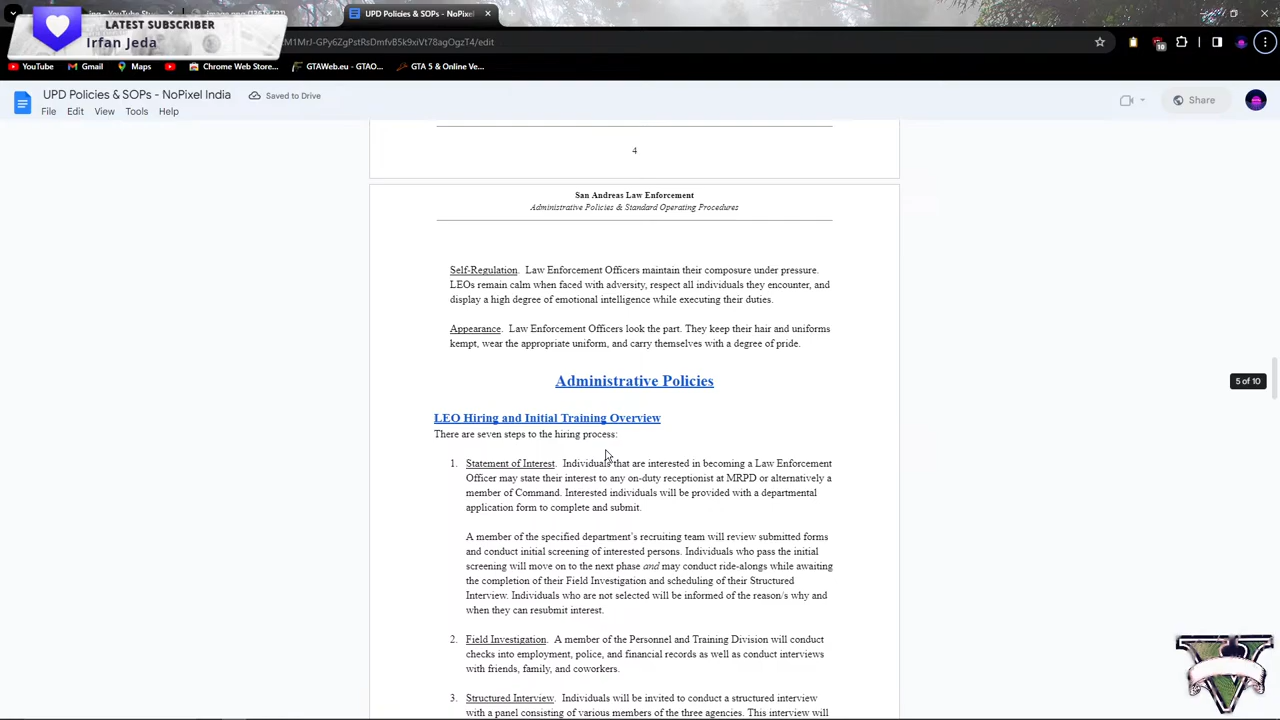 LATEST SUBSCRIBER
Irfan Jeda
UPD Policies & SOPs - NoPixel
M1MrJ-GPy6ZgPstRsDmfvB5k9xiVt78agOgzT4/edit
10
YouTube
Gmail
Maps
Chrome Web Store...
GTAWeb.eu - GTAO...
GTA 5 & Online Ve...
UPD Policies & SOPs - NoPixel India
Saved to Drive
File Edit View Tools Help
Share
4
San Andreas Law Enforcement
Administrative Policies & Standard Operating Procedures
Self-Regulation. Law Enforcement Officers maintain their composure under pressure.
LEOs remain calm when faced with adversity, respect all individuals they encounter, and
display a high degree of emotional intelligence while executing their duties.
Appearance. Law Enforcement Officers look the part. They keep their hair and uniforms
kempt, wear the appropriate uniform, and carry themselves with a degree of pride.
Administrative Policies
5 of 10
LEO Hiring and Initial Training Overview
There are seven steps to the hiring process:
1. Statement of Interest. Individuals that are interested in becoming a Law Enforcement
Officer may state their interest to any on-duty receptionist at MRPD or alternatively a
member of Command. Interested individuals will be provided with a departmental
application form to complete and submit.
A member of the specified department's recruiting team will review submitted forms
and conduct initial screening of interested persons. Individuals who pass the initial
screening will move on to the next phase and may conduct ride-alongs while awaiting
the completion of their Field Investigation and scheduling of their Structured
Interview. Individuals who are not selected will be informed of the reason/s why and
when they can resubmit interest.
2. Field Investigation. A member of the Personnel and Training Division will conduct
checks into employment, police, and financial records as well as conduct interviews
with friends, family, and coworkers.
3. Structured Interview. Individuals will be invited to conduct a structured interview
with a panel consisting of various members of the three agencies. This interview will